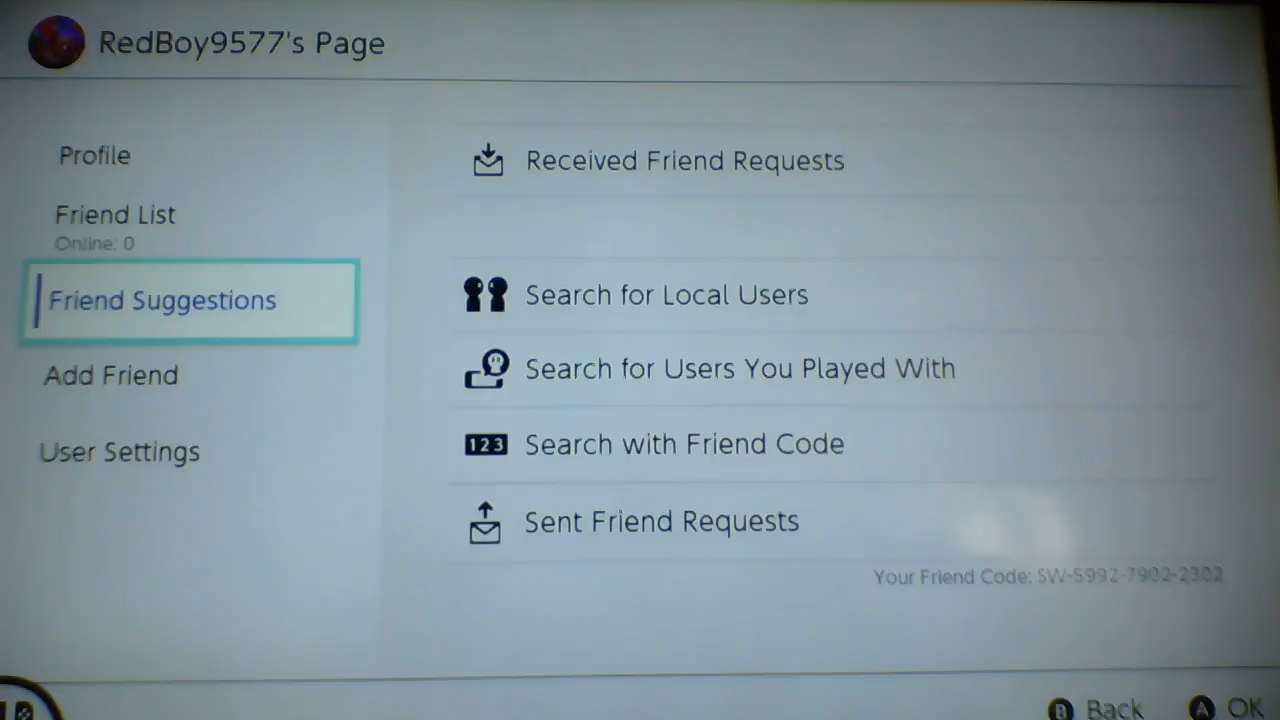 RedBoy9577's Page
Profile
Friend List
Online: 0
Friend Suggestions
Add Friend
User Settings
Received Friend Requests
Search for Local Users
Search for Users You Played With
123 Search with Friend Code
Sent Friend Requests
Your Friend Code: SW-5992-7902-2302
B Back A OK